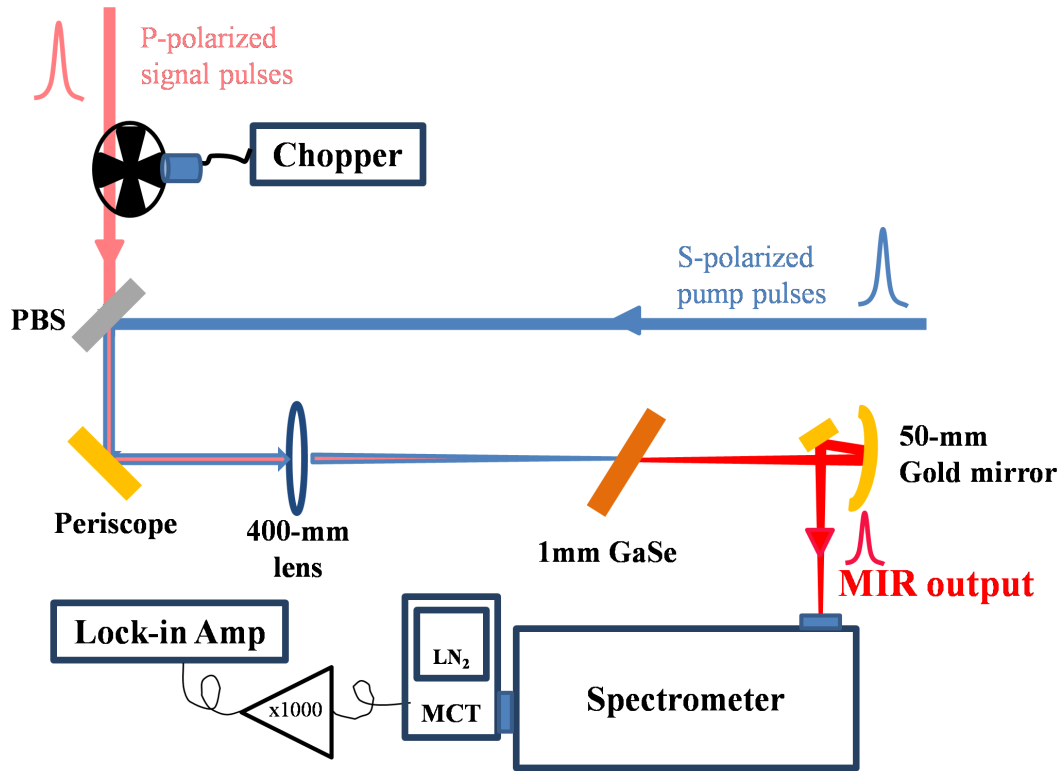 P-polarized
signal pulses
Chopper
S-polarized
pump pulses
PBS
50-mm
Gold mirror
Periscope
400-mm
lens
1mm GaSe
MIR output
Lock-in Amp
LN₂
x1000
MCT
Spectrometer